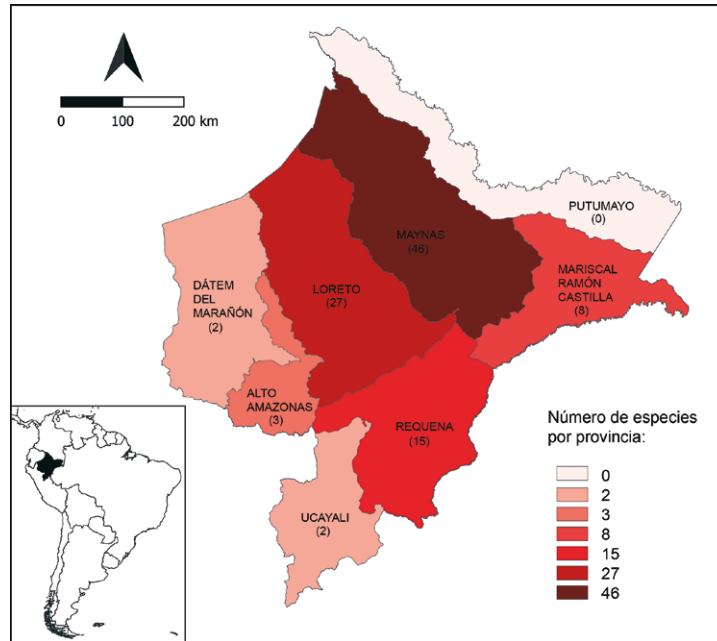 0 100 200 km
PUTUMAYO
(0)
MAYNAS
(46)
MARISCAL
RAMÓN
CASTILLA
(8)
DÁTEM
DEL
MARAÑÓN
(2)
LORETO
(27)
ALTO
AMAZONAS
(3)
REQUENA
(15)
UCAYALI
(2)
Número de especies
por provincia:
0
2
3
8
15
27
46